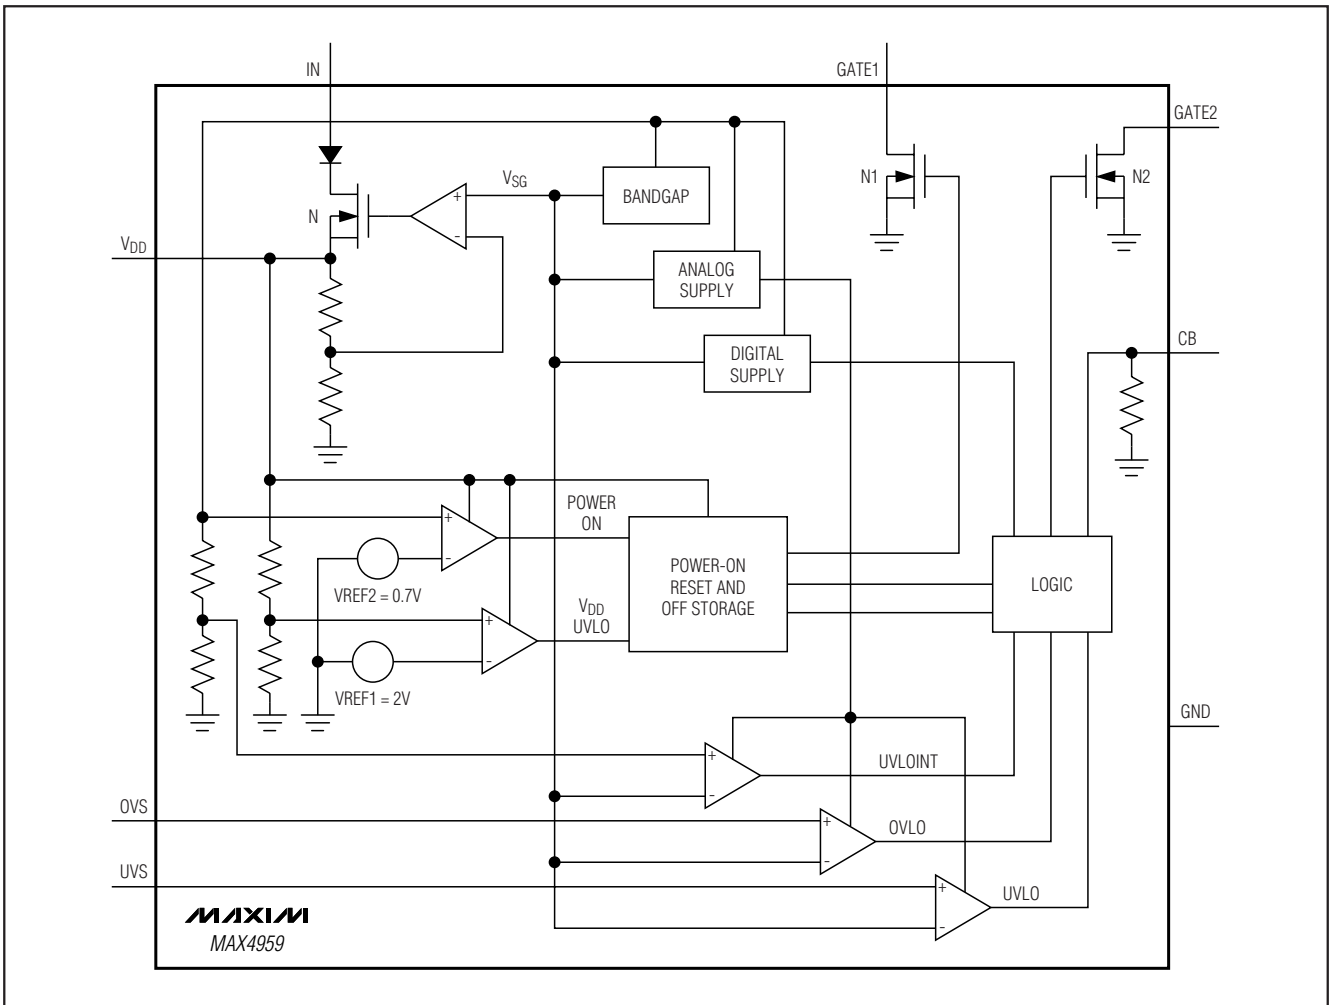 IN
GATE1
GATE2
N1
N2
VSG
BANDGAP
+
-
N
VDD
ANALOG
SUPPLY
DIGITAL
SUPPLY
CB
POWER
ON
+
-
VREF2 = 0.7V
POWER-ON
RESET AND
OFF STORAGE
LOGIC
VDD
UVLO
+
-
VREF1 = 2V
GND
+
-
UVLOINT
OVS
+
-
OVLO
UVS
+
-
UVLO
MAXIM
MAX4959